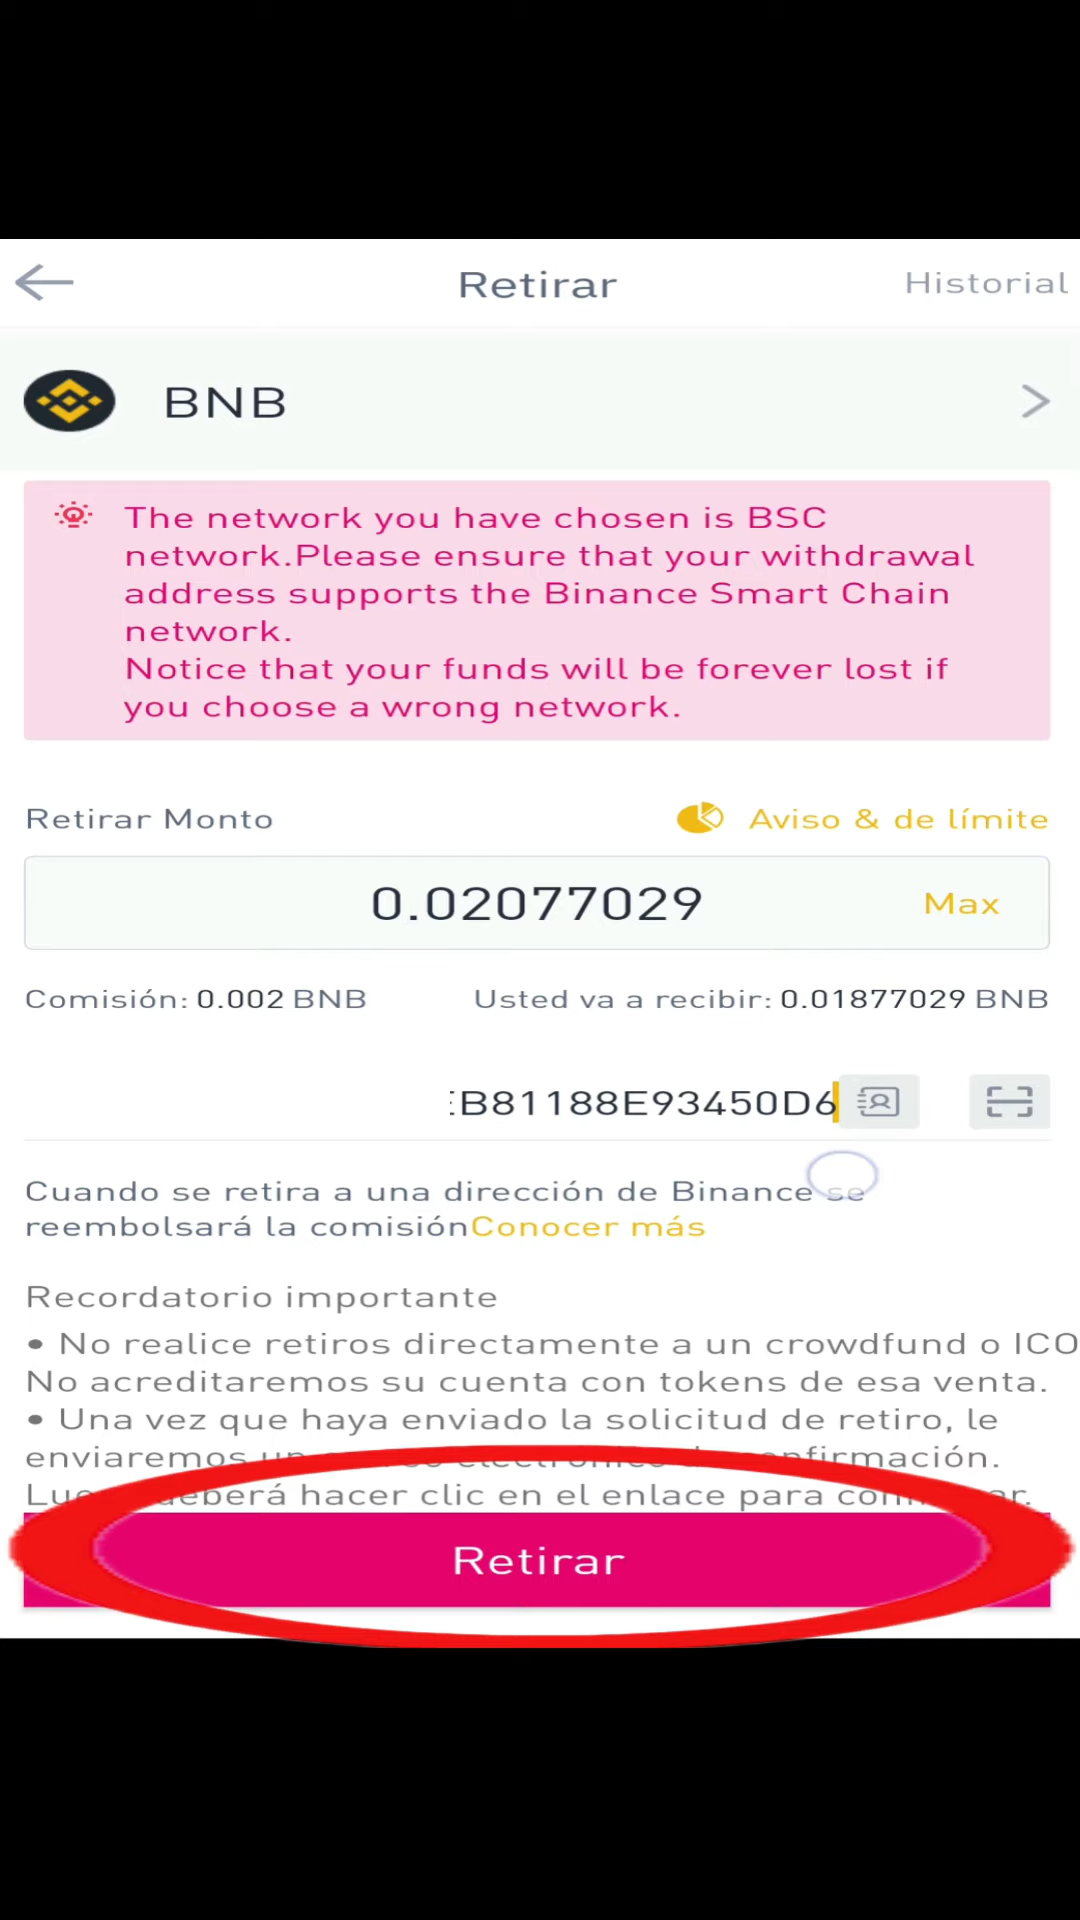 Retirar
Historial
BNB
The network you have chosen is BSC
network.Please ensure that your withdrawal
address supports the Binance Smart Chain
network.
Notice that your funds will be forever lost if
you choose a wrong network.
Retirar Monto
Aviso & de límite
0.02077029
Max
Comisión: 0.002 BNB
Usted va a recibir: 0.01877029 BNB
B81188E93450D6
Cuando se retira a una dirección de Binance se
reembolsará la comisiónConocer más
Recordatorio importante
• No realice retiros directamente a un crowdfund o ICO
No acreditaremos su cuenta con tokens de esa venta.
• Una vez que haya enviado la solicitud de retiro, le
enviaremos confirmación.
deberá hacer clic en el enlace para
Retirar